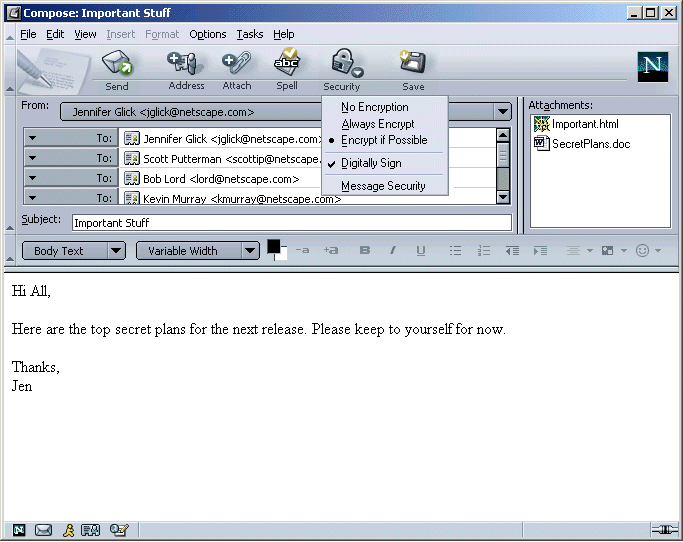 Compose: Important Stuff
File Edit View Insert Format Options Tasks Help
Send Address Attach Spell Security Save
abc
N
From: Jennifer Glick <jglick@netscape.com>
To: Jennifer Glick <jglick@netscape.com>
To: Scott Putterman <scottip@netscape.
To: Bob Lord <lord@netscape.com>
To: Kevin Murray <kmurray@netscape.com>
No Encryption
Always Encrypt
Encrypt if Possible
Digitally Sign
Message Security
Attachments:
Important.html
SecretPlans.doc
Subject: Important Stuff
Body Text Variable Width -a +a B I U
Hi All,
Here are the top secret plans for the next release. Please keep to yourself for now.
Thanks,
Jen
N